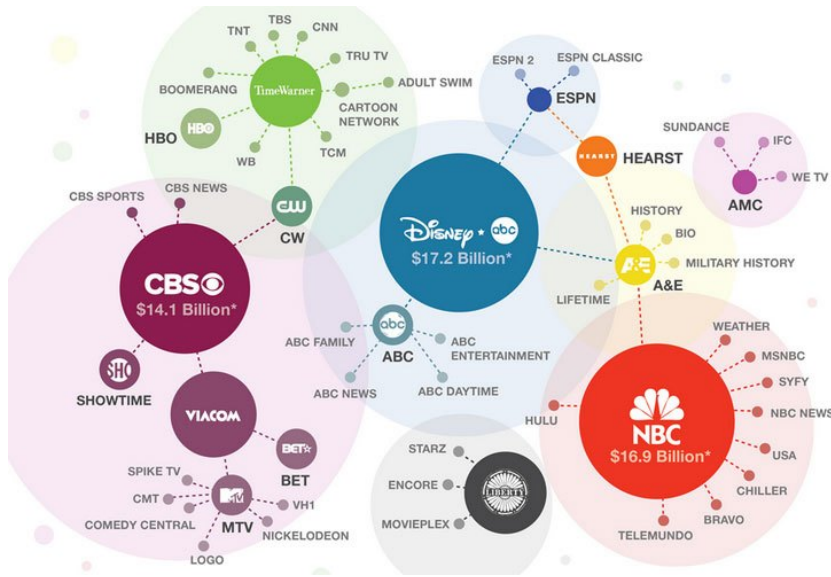 TBS
CNN
TNT
TRU TV
BOOMERANG
TimeWarner
ADULT SWIM
CARTOON
NETWORK
HBO
HBO
WB
TCM
CW
CW
ESPN 2
ESPN CLASSIC
ESPN
HEARST
HEARST
SUNDANCE
IFC
WE TV
AMC
CBS SPORTS
CBS NEWS
CBS
$14.1 Billion*
DISNEY abc
$17.2 Billion*
HISTORY
BIO
MILITARY HISTORY
A&E
A&E
LIFETIME
SHO
SHOWTIME
VIACOM
BET
BET
SPIKE TV
CMT
COMEDY CENTRAL
LOGO
MTV
MTV
VH1
NICKELODEON
abc
ABC
ABC FAMILY
ABC NEWS
ABC
ENTERTAINMENT
ABC DAYTIME
STARZ
ENCORE
MOVIEPLEX
LIBERTY
HULU
NBC
$16.9 Billion*
WEATHER
MSNBC
SYFY
NBC NEWS
USA
CHILLER
BRAVO
TELEMUNDO